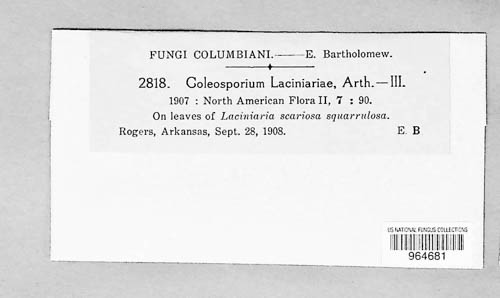 FUNGI COLUMBIANI.——E. Bartholomew.
2818. Coleosporium Laciniariae, Arth.—III.
1907 : North American Flora II, 7 : 90.
On leaves of Laciniaria scariosa squarrulosa.
Rogers, Arkansas, Sept. 28, 1908. E. B
US NATIONAL FUNGUS COLLECTIONS
964681